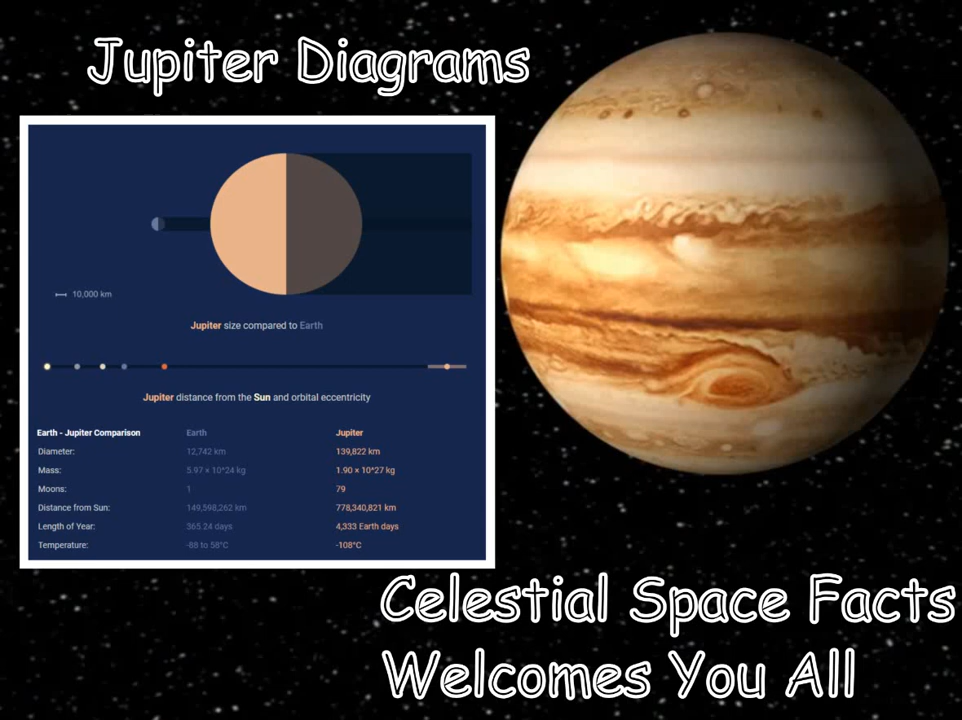 Jupiter Diagrams
10,000 km
Jupiter size compared to Earth
Jupiter distance from the Sun and orbital eccentricity
Earth - Jupiter Comparison Earth Jupiter
Diameter: 12,742 km 139,822 km
Mass: 5.97 × 10^24 kg 1.90 × 10^27 kg
Moons: 1 79
Distance from Sun: 149,598,262 km 778,340,821 km
Length of Year: 365.24 days 4,333 Earth days
Temperature: -88 to 58°C -108°C
Celestial Space Facts
Welcomes You All